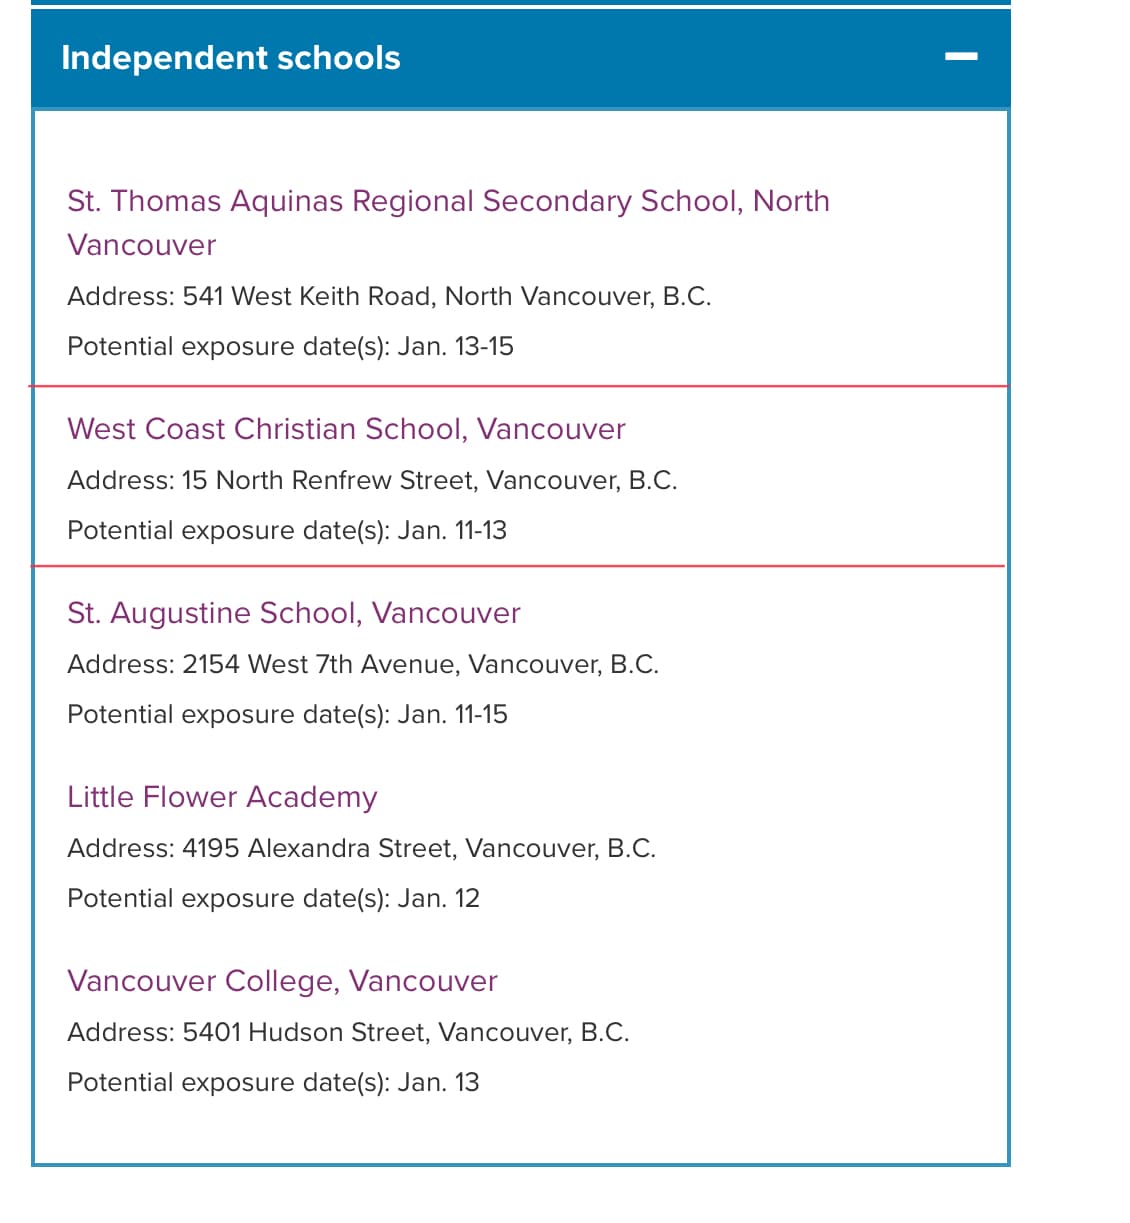 Independent schools
St. Thomas Aquinas Regional Secondary School, North
Vancouver
Address: 541 West Keith Road, North Vancouver, B.C.
Potential exposure date(s): Jan. 13-15
West Coast Christian School, Vancouver
Address: 15 North Renfrew Street, Vancouver, B.C.
Potential exposure date(s): Jan. 11-13
St. Augustine School, Vancouver
Address: 2154 West 7th Avenue, Vancouver, B.C.
Potential exposure date(s): Jan. 11-15
Little Flower Academy
Address: 4195 Alexandra Street, Vancouver, B.C.
Potential exposure date(s): Jan. 12
Vancouver College, Vancouver
Address: 5401 Hudson Street, Vancouver, B.C.
Potential exposure date(s): Jan. 13